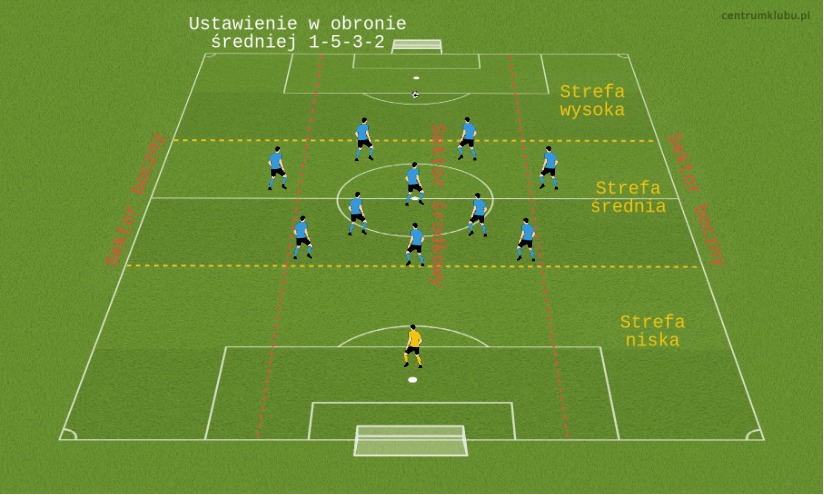 Ustawienie w obronie
średniej 1-5-3-2
centrumklubu.pl
Strefa
wysoka
Sektor boczny
Sektor środkowy
Sektor boczny
Strefa
średnia
Strefa
niska